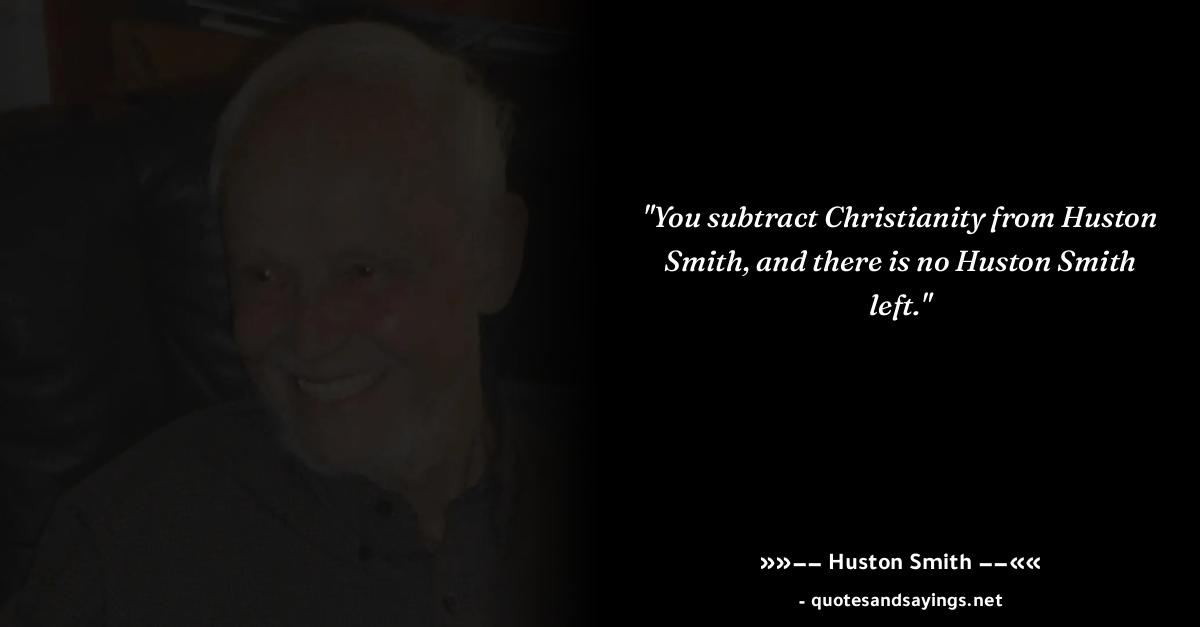 "You subtract Christianity from Huston
Smith, and there is no Huston Smith
left."
»»–– Huston Smith ––««
- quotesandsayings.net